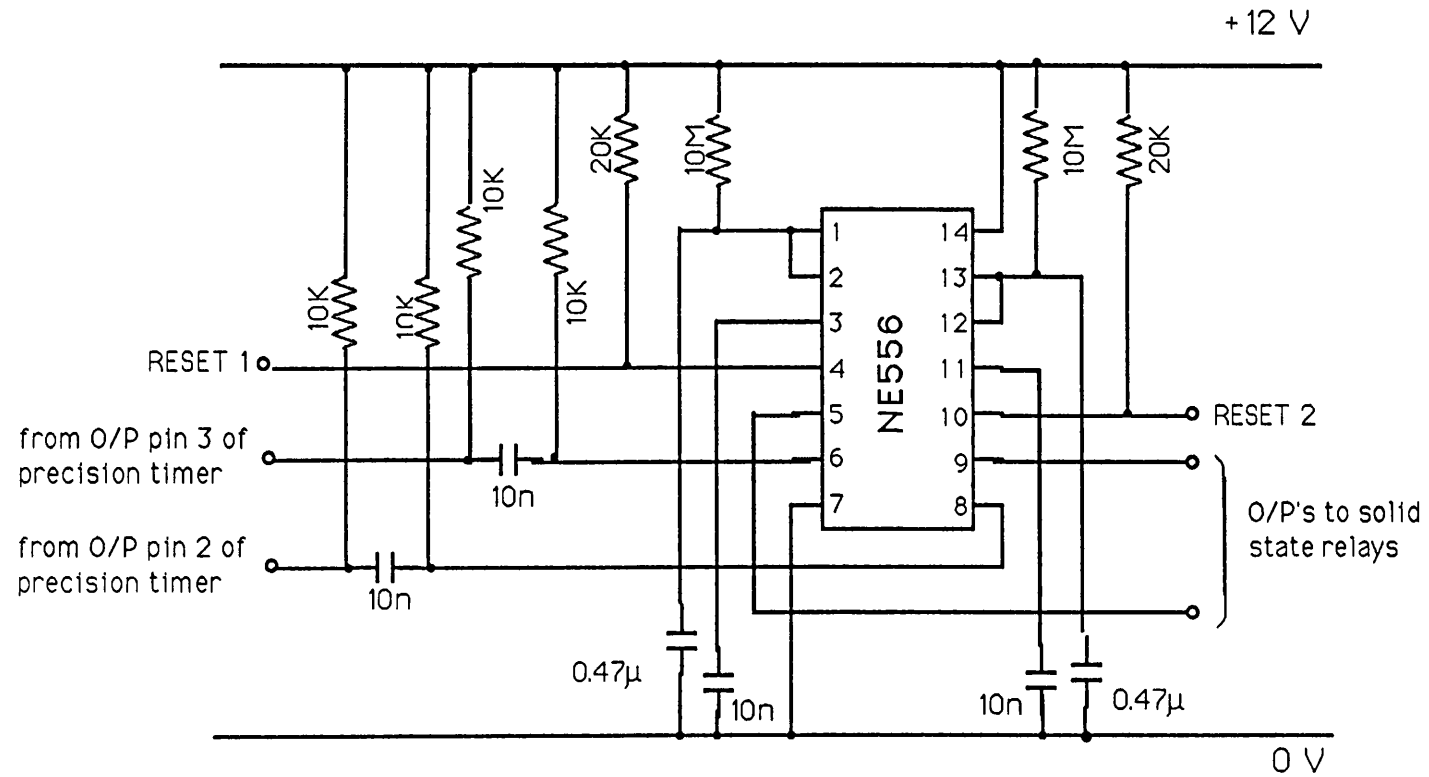 +12 V
20K
10M
10M
20K
10K
10K
10K
10K
1
2
3
4
5
6
7
NE556
14
13
12
11
10
9
8
RESET 1
RESET 2
from O/P pin 3 of
precision timer
10n
from O/P pin 2 of
precision timer
10n
O/P's to solid
state relays
0.47µ
10n
10n
0.47µ
0 V